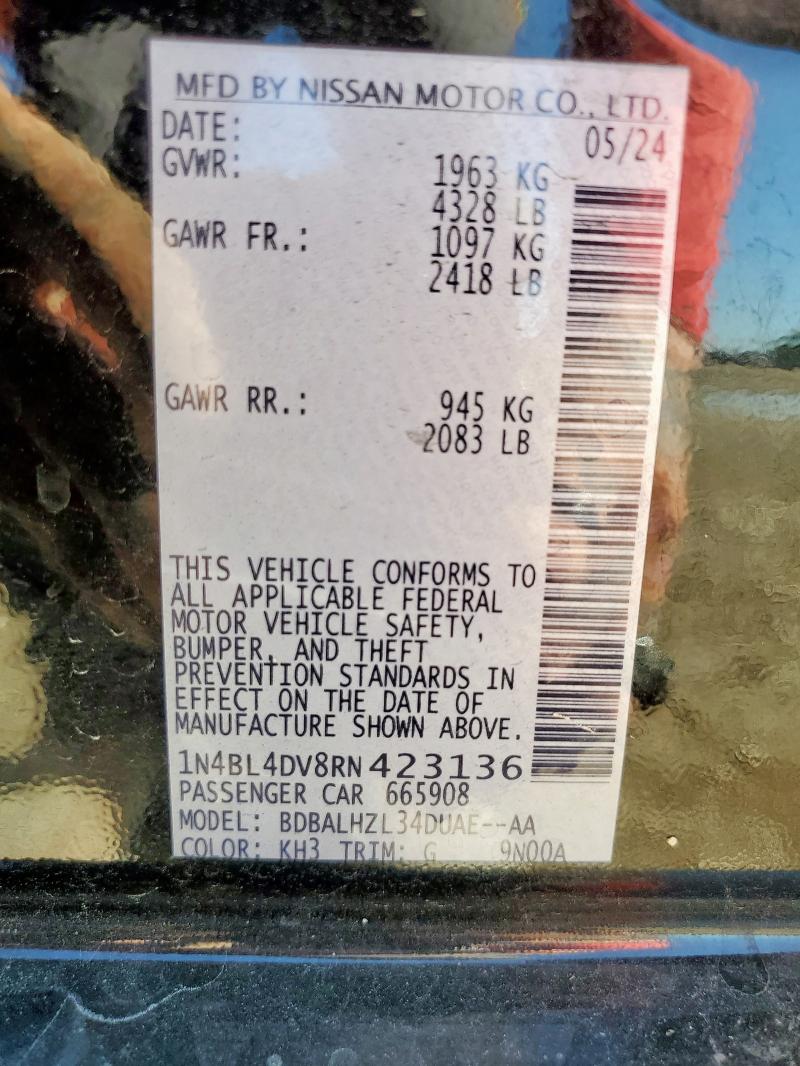 MFD BY NISSAN MOTOR CO., LTD.
DATE: 05/24
GVWR: 1963 KG
4328 LB
GAWR FR.: 1097 KG
2418 LB
GAWR RR.: 945 KG
2083 LB
THIS VEHICLE CONFORMS TO
ALL APPLICABLE FEDERAL
MOTOR VEHICLE SAFETY,
BUMPER, AND THEFT
PREVENTION STANDARDS IN
EFFECT ON THE DATE OF
MANUFACTURE SHOWN ABOVE.
1N4BL4DV8RN423136
PASSENGER CAR 665908
MODEL: BDBALHZL34DUAE--AA
COLOR: KH3 TRIM: G 9N00A